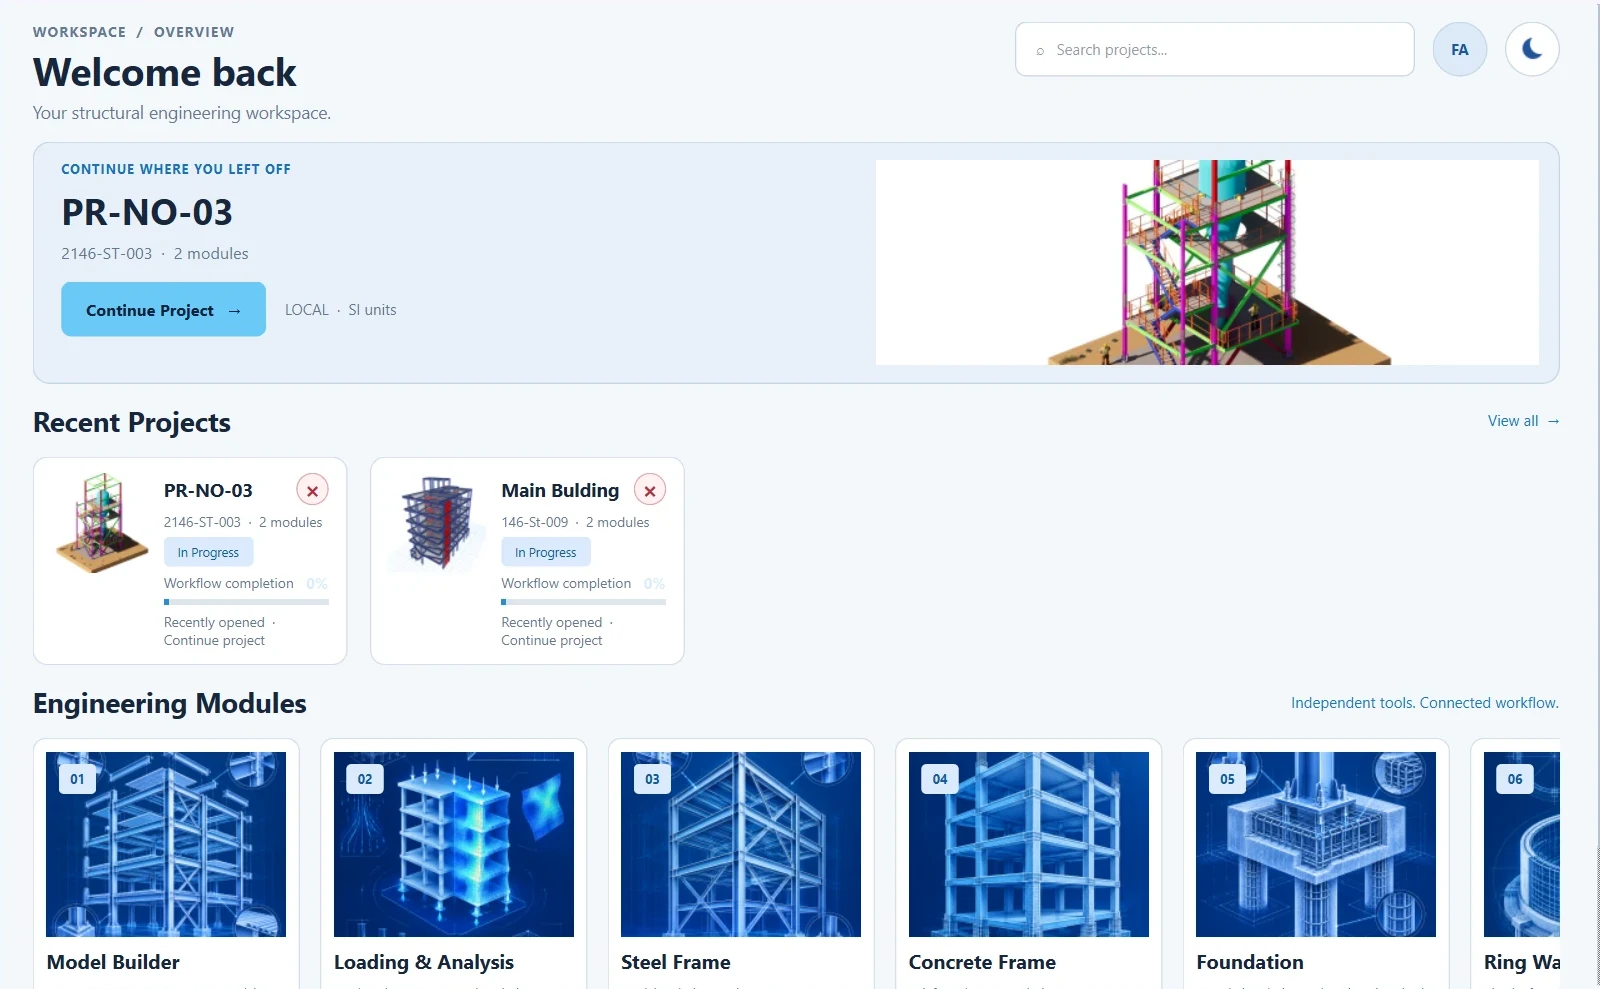 WORKSPACE / OVERVIEW
Welcome back
Your structural engineering workspace.
Search projects...
FA
CONTINUE WHERE YOU LEFT OFF
PR-NO-03
2146-ST-003 · 2 modules
Continue Project →
LOCAL · SI units
Recent Projects
View all →
PR-NO-03
2146-ST-003 · 2 modules
In Progress
Workflow completion 0%
Recently opened ·
Continue project
Main Bulding
146-St-009 · 2 modules
In Progress
Workflow completion 0%
Recently opened ·
Continue project
Engineering Modules
Independent tools. Connected workflow.
01
Model Builder
02
Loading & Analysis
03
Steel Frame
04
Concrete Frame
05
Foundation
06
Ring Wa